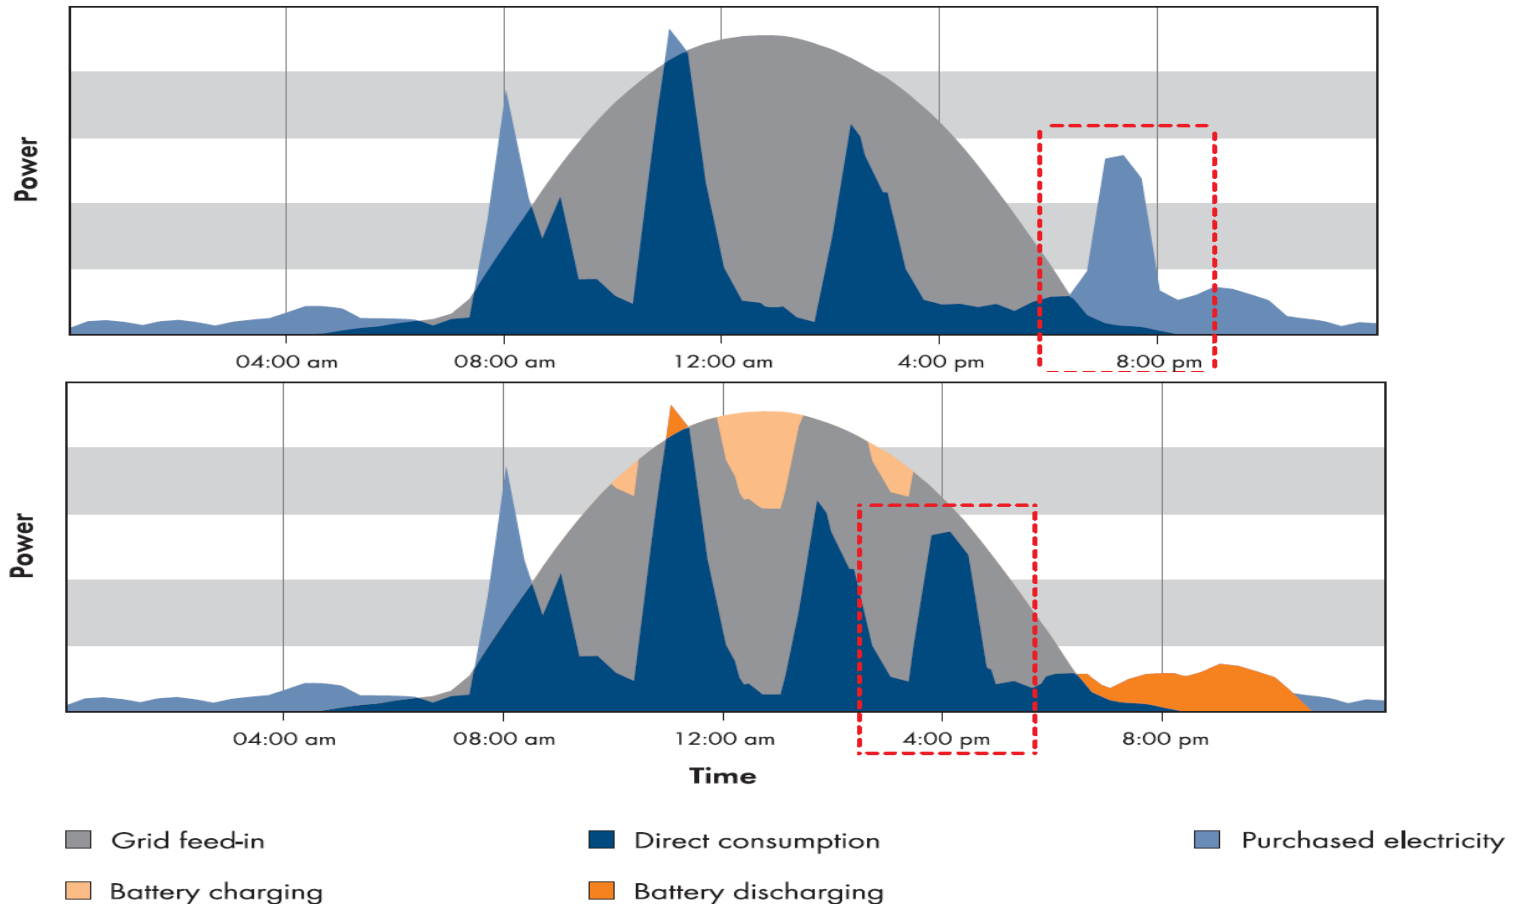 Power
04:00 am 08:00 am 12:00 am 4:00 pm 8:00 pm
Power
04:00 am 08:00 am 12:00 am 4:00 pm 8:00 pm
Time
Grid feed-in Direct consumption Purchased electricity
Battery charging Battery discharging